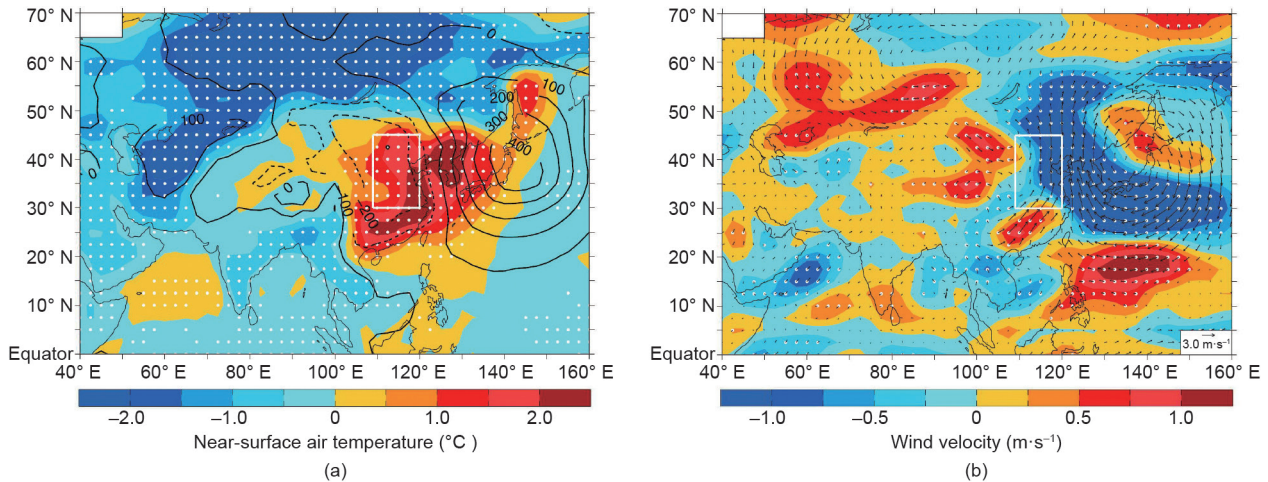 70° N
60° N
50° N
40° N
30° N
20° N
10° N
Equator
40° E 60° E 80° E 100° E 120° E 140° E 160° E
0
100
200
300
400
100
0
0
100
200
0
–2.0 –1.0 0 1.0 2.0
Near-surface air temperature (°C )
(a)
70° N
60° N
50° N
40° N
30° N
20° N
10° N
Equator
3.0 m·s⁻¹
40° E 60° E 80° E 100° E 120° E 140° E 160° E
–1.0 –0.5 0 0.5 1.0
Wind velocity (m·s⁻¹)
(b)